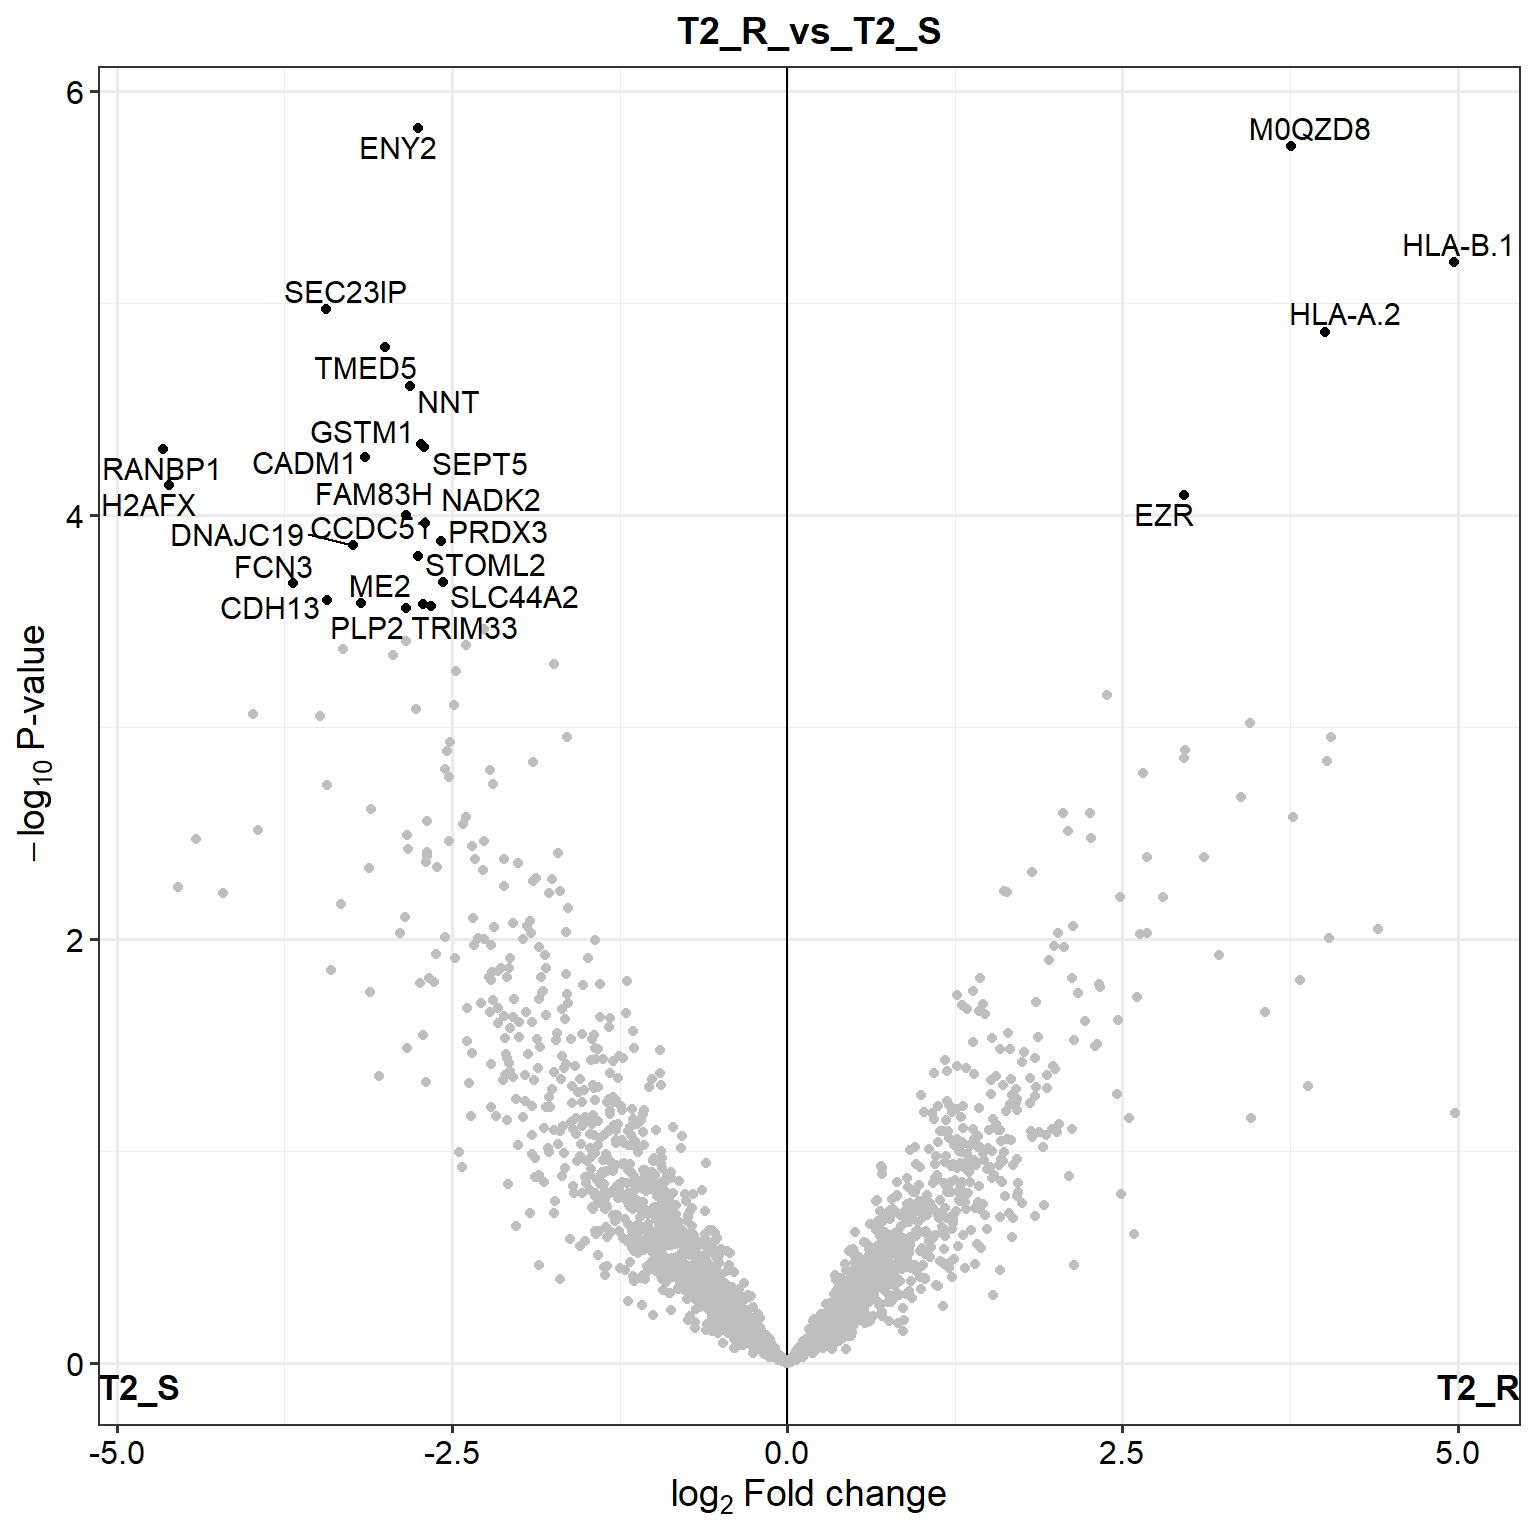 T2_R_vs_T2_S
6
4
2
0
−log10 P-value
ENY2
M0QZD8
HLA-B.1
SEC23IP
HLA-A.2
TMED5
NNT
GSTM1
CADM1
SEPT5
RANBP1
H2AFX
FAM83H
NADK2
EZR
DNAJC19
CCDC51
PRDX3
FCN3
STOML2
ME2
SLC44A2
CDH13
PLP2
TRIM33
T2_S
T2_R
-5.0
-2.5
0.0
2.5
5.0
log2 Fold change